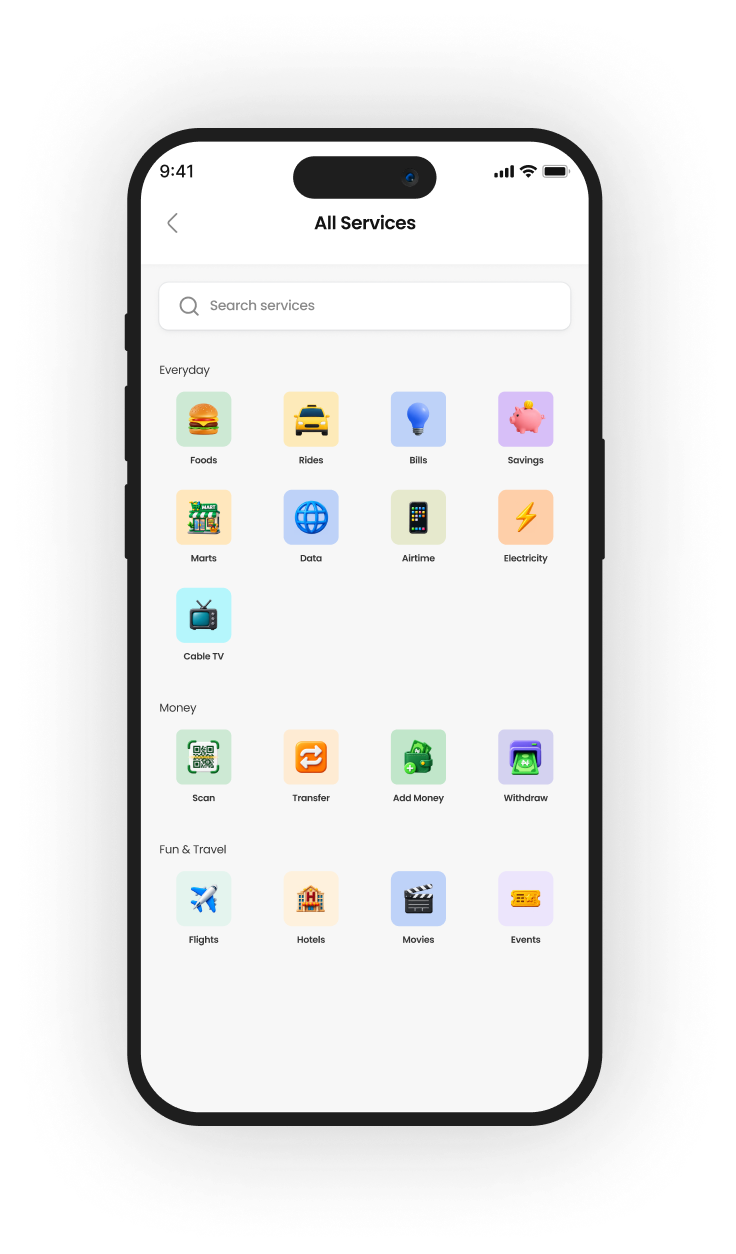 9:41
All Services
Search services
Everyday
Foods Rides Bills Savings
MART
Marts Data Airtime Electricity
Cable TV
Money
Scan Transfer Add Money Withdraw
Fun & Travel
H
Flights Hotels Movies Events